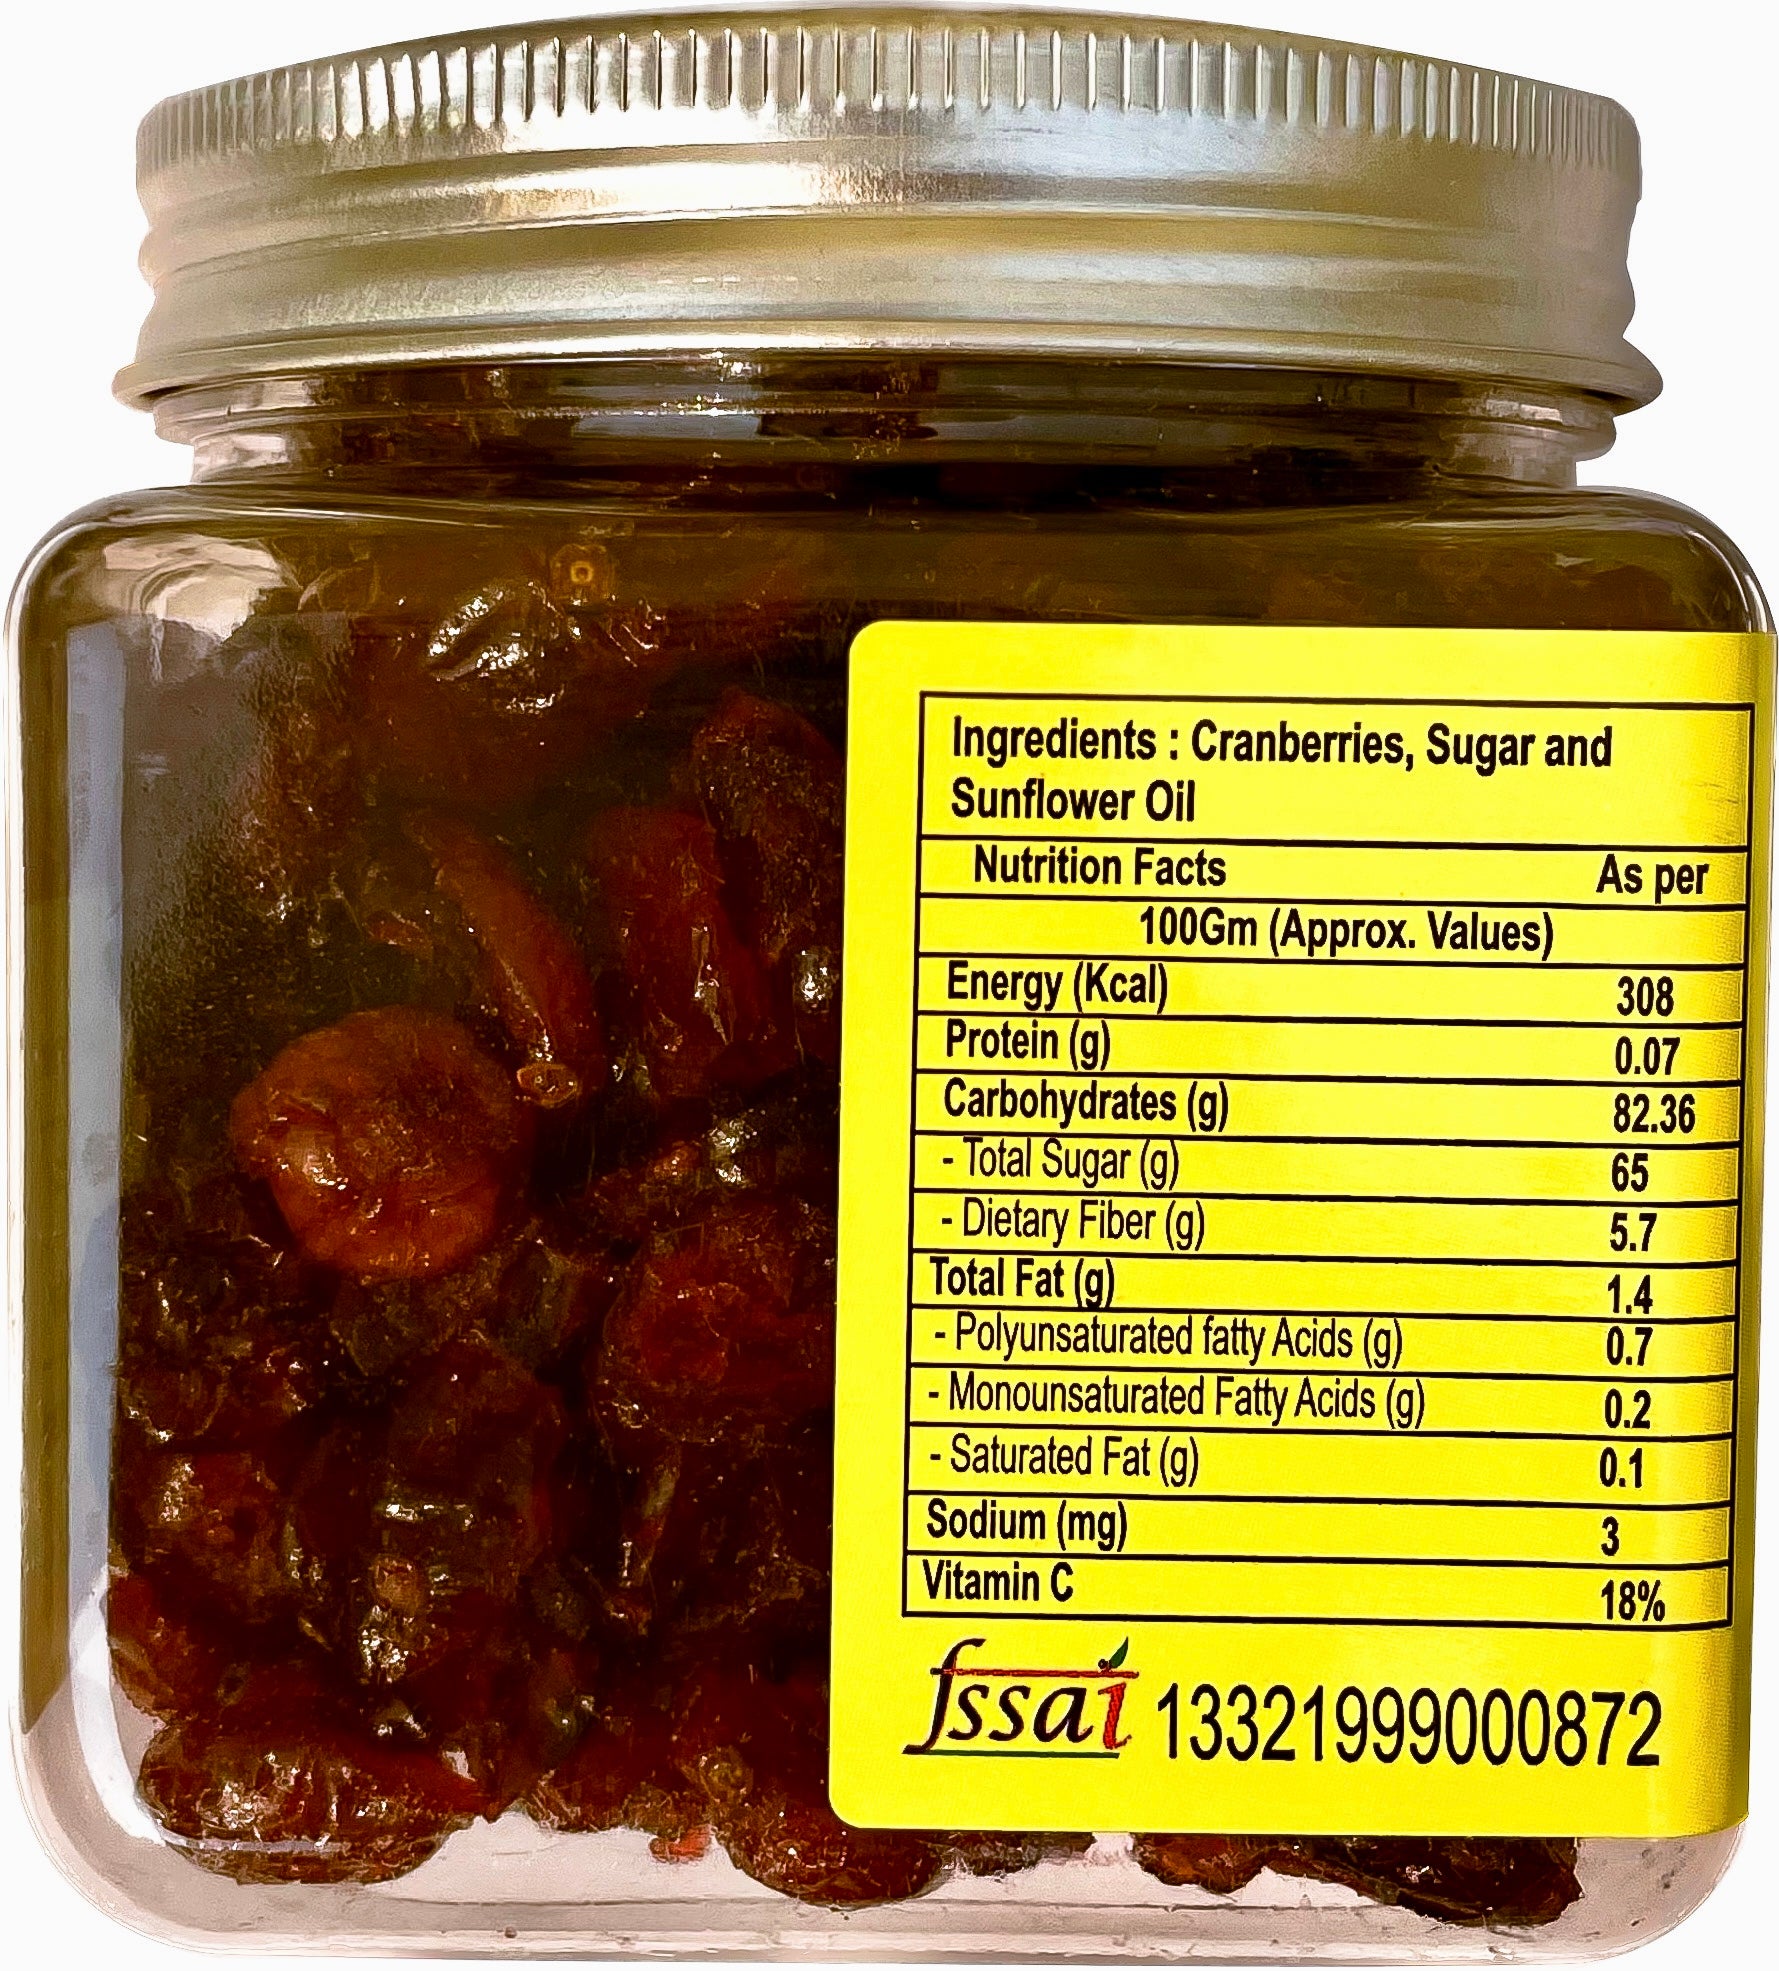 Ingredients : Cranberries, Sugar and
Sunflower Oil
Nutrition Facts As per
100Gm (Approx. Values)
Energy (Kcal) 308
Protein (g) 0.07
Carbohydrates (g) 82.36
- Total Sugar (g) 65
- Dietary Fiber (g) 5.7
Total Fat (g) 1.4
- Polyunsaturated fatty Acids (g) 0.7
- Monounsaturated Fatty Acids (g) 0.2
- Saturated Fat (g) 0.1
Sodium (mg) 3
Vitamin C 18%
fssai 13321999000872